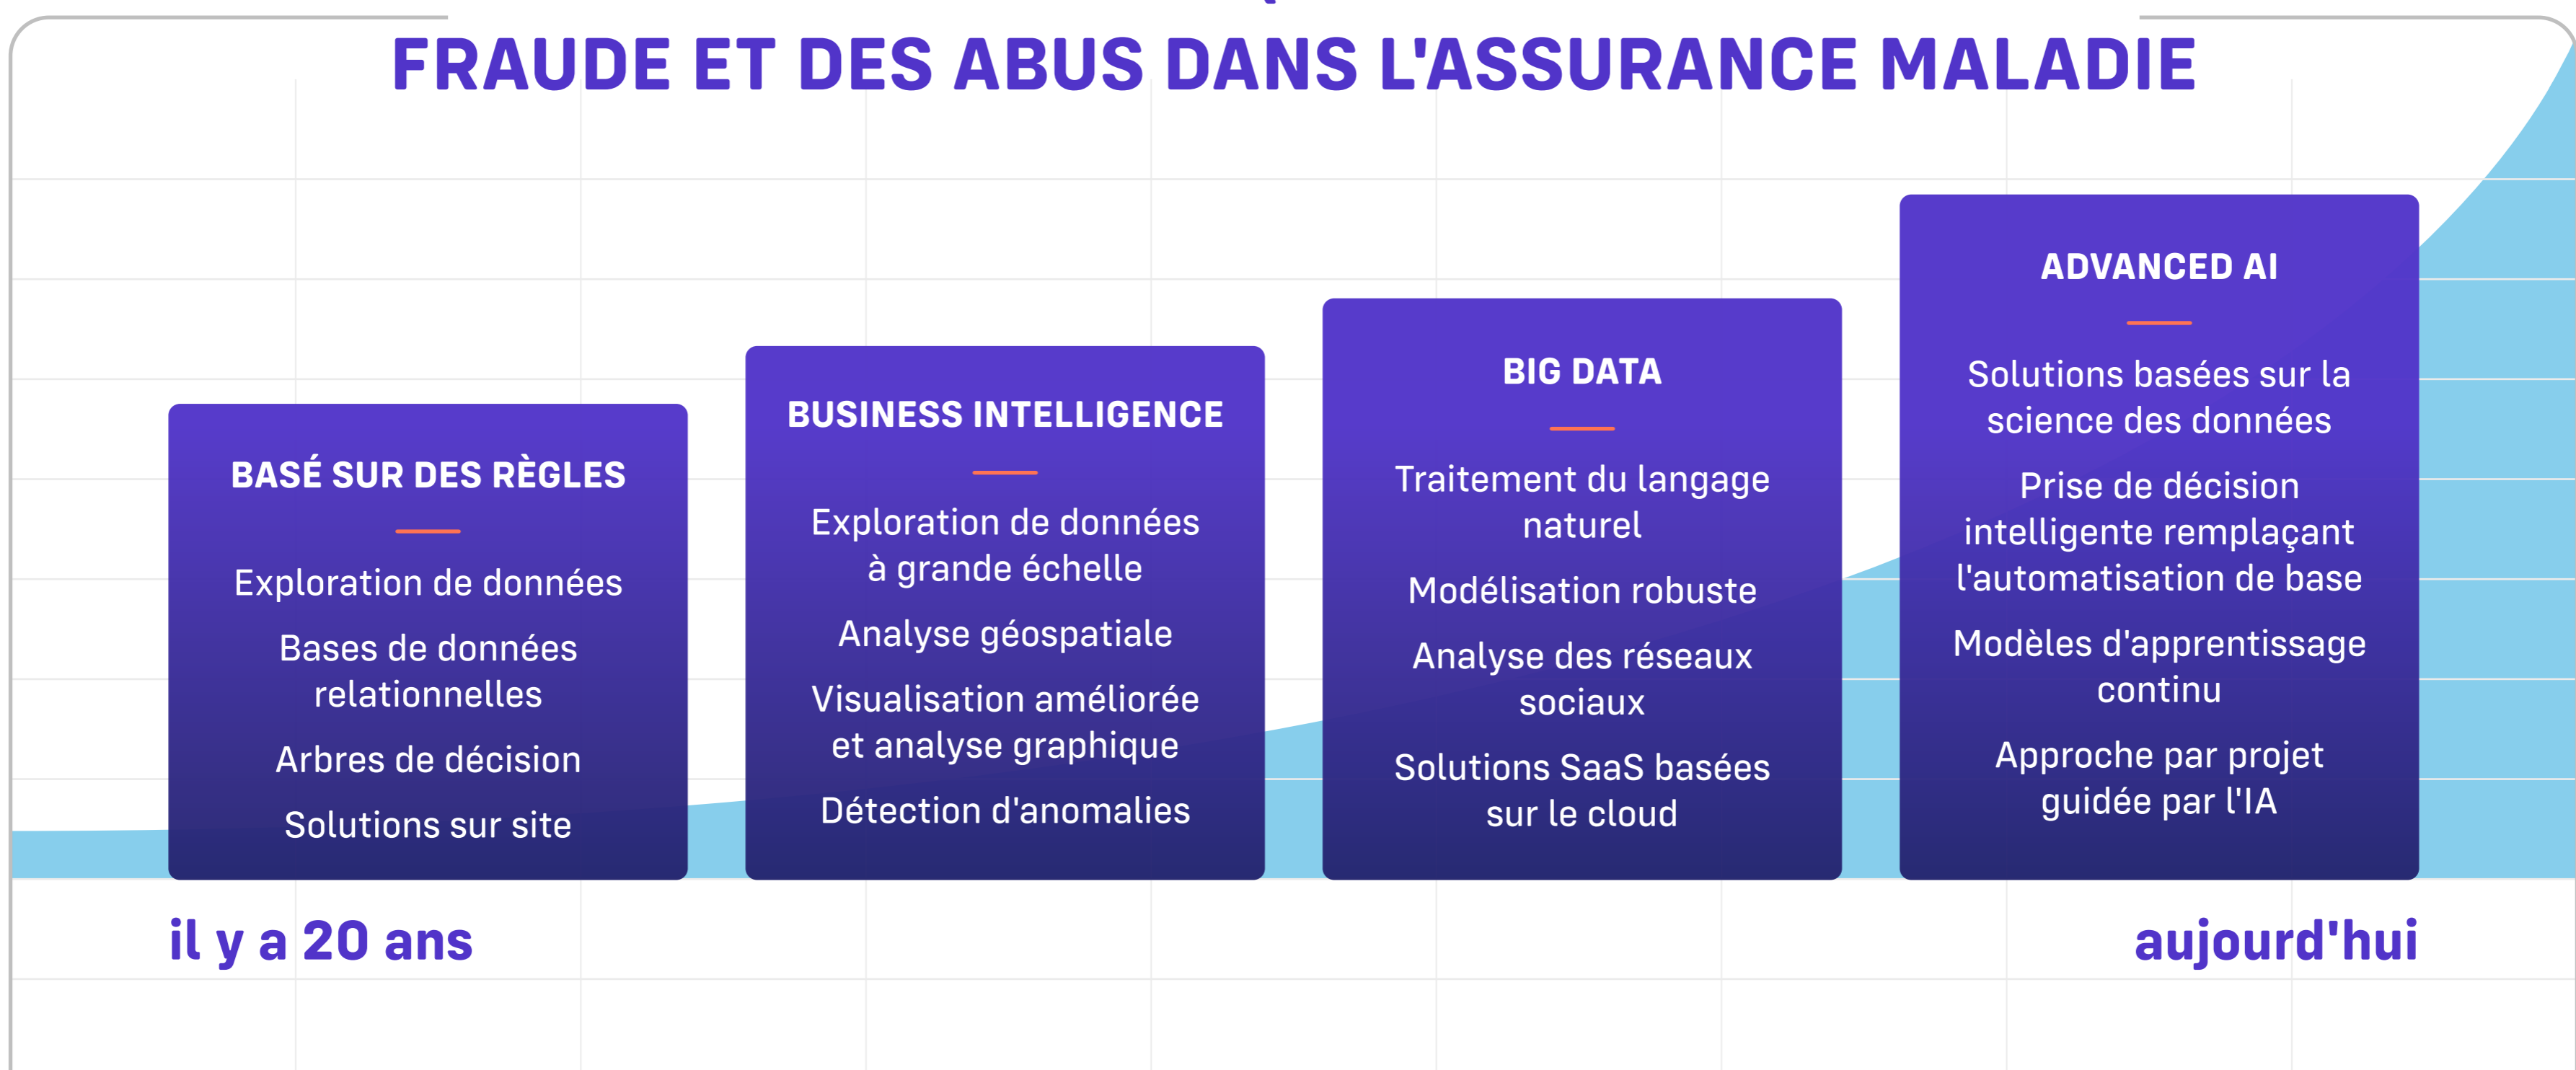 FRAUDE ET DES ABUS DANS L'ASSURANCE MALADIE
BASÉ SUR DES RÈGLES
Exploration de données
Bases de données
relationnelles
Arbres de décision
Solutions sur site
BUSINESS INTELLIGENCE
Exploration de données
à grande échelle
Analyse géospatiale
Visualisation améliorée
et analyse graphique
Détection d'anomalies
BIG DATA
Traitement du langage
naturel
Modélisation robuste
Analyse des réseaux
sociaux
Solutions SaaS basées
sur le cloud
ADVANCED AI
Solutions basées sur la
science des données
Prise de décision
intelligente remplaçant
l'automatisation de base
Modèles d'apprentissage
continu
Approche par projet
guidée par l'IA
il y a 20 ans
aujourd'hui